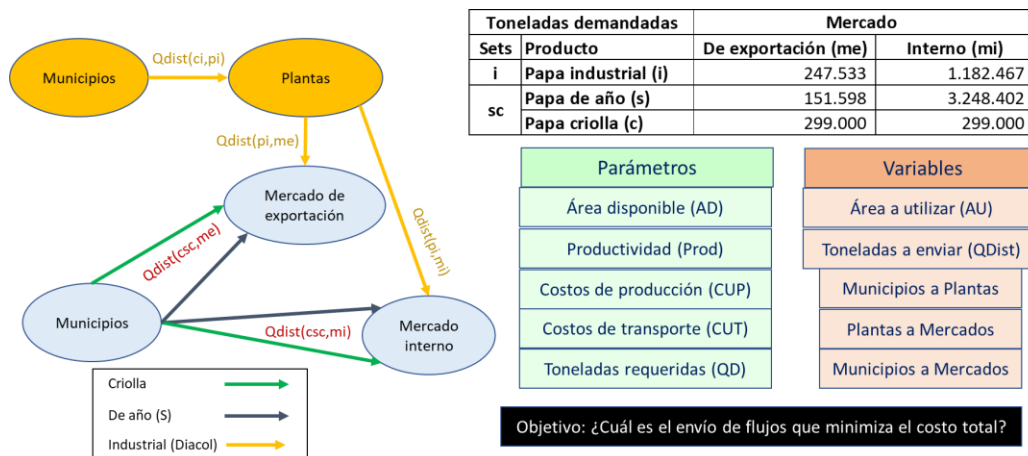 Qdist(ci,pi)
Municipios
Plantas
Qdist(pi,me)
Mercado de
exportación
Qdist(csc,me)
Qdist(pi,mi)
Municipios
Qdist(csc,mi)
Mercado
interno
Criolla
De año (S)
Industrial (Diacol)
Toneladas demandadas Mercado
Sets Producto De exportación (me) Interno (mi)
i Papa industrial (i) 247.533 1.182.467
sc Papa de año (s) 151.598 3.248.402
Papa criolla (c) 299.000 299.000
Parámetros
Área disponible (AD)
Productividad (Prod)
Costos de producción (CUP)
Costos de transporte (CUT)
Toneladas requeridas (QD)
Variables
Área a utilizar (AU)
Toneladas a enviar (QDist)
Municipios a Plantas
Plantas a Mercados
Municipios a Mercados
Objetivo: ¿Cuál es el envío de flujos que minimiza el costo total?